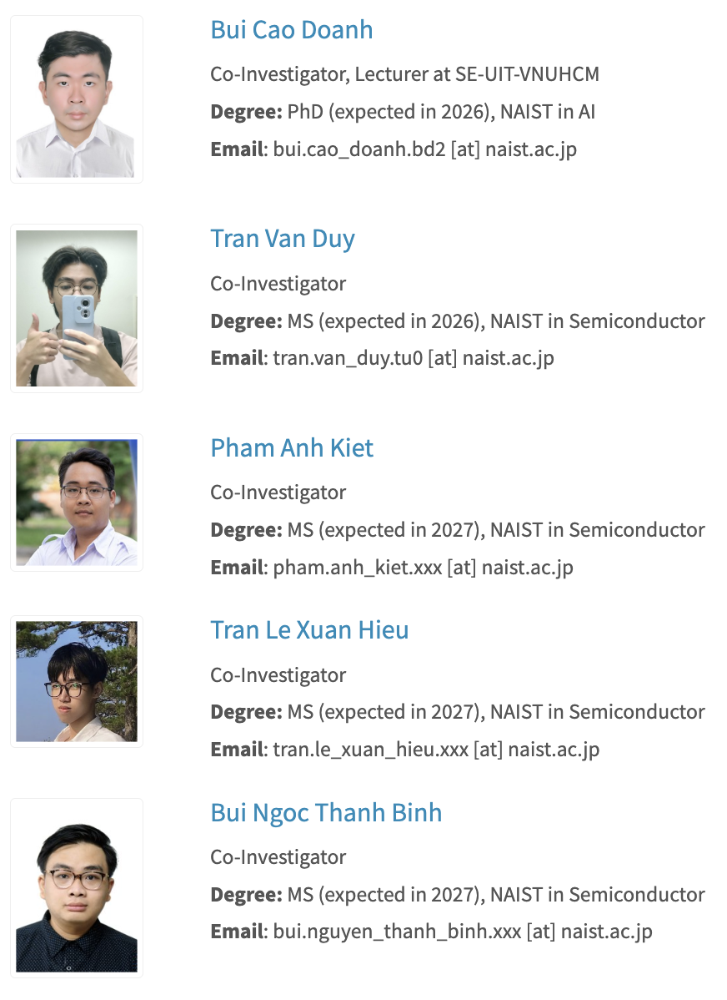 Bui Cao Doanh
Co-Investigator, Lecturer at SE-UIT-VNUHCM
Degree: PhD (expected in 2026), NAIST in AI
Email: bui.cao_doanh.bd2 [at] naist.ac.jp
Tran Van Duy
Co-Investigator
Degree: MS (expected in 2026), NAIST in Semiconductor
Email: tran.van_duy.tu0 [at] naist.ac.jp
Pham Anh Kiet
Co-Investigator
Degree: MS (expected in 2027), NAIST in Semiconductor
Email: pham.anh_kiet.xxx [at] naist.ac.jp
Tran Le Xuan Hieu
Co-Investigator
Degree: MS (expected in 2027), NAIST in Semiconductor
Email: tran.le_xuan_hieu.xxx [at] naist.ac.jp
Bui Ngoc Thanh Binh
Co-Investigator
Degree: MS (expected in 2027), NAIST in Semiconductor
Email: bui.nguyen_thanh_binh.xxx [at] naist.ac.jp